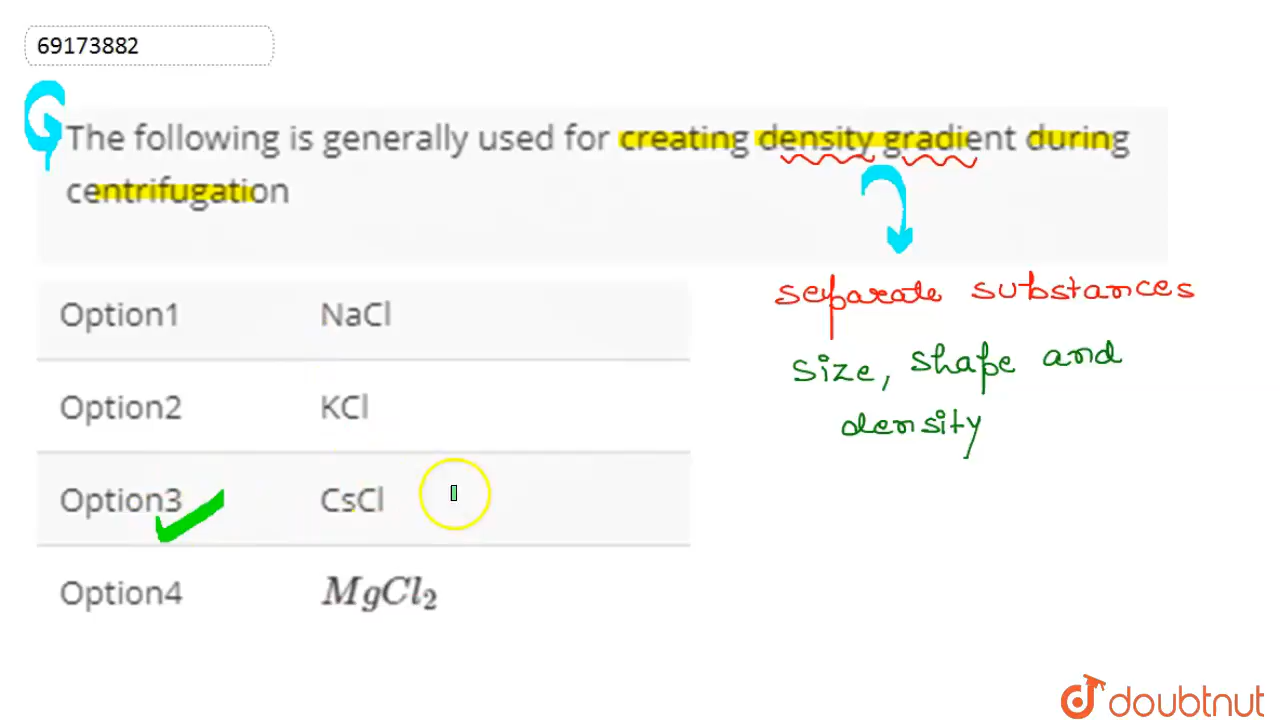 69173882
The following is generally used for creating density gradient during
centrifugation
separate substances
size, shape and
density
Option1 NaCl
Option2 KCl
Option3 CsCl
Option4 MgCl₂
doubtnut